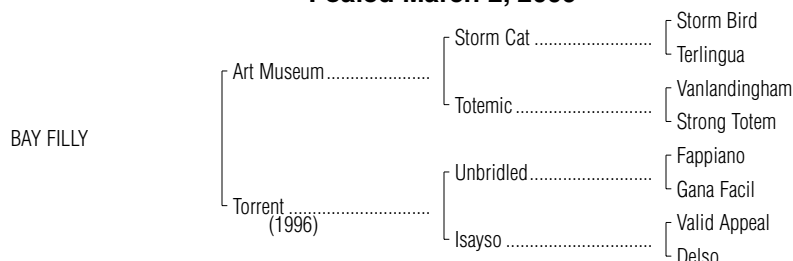 Foaled March 2,
Storm Bird
Storm Cat
Terlingua
Art Museum
Vanlandingham
Totemic
Strong Totem
BAY FILLY
Fappiano
Unbridled
Gana Facil
Torrent
(1996)
Valid Appeal
Isayso
Delso